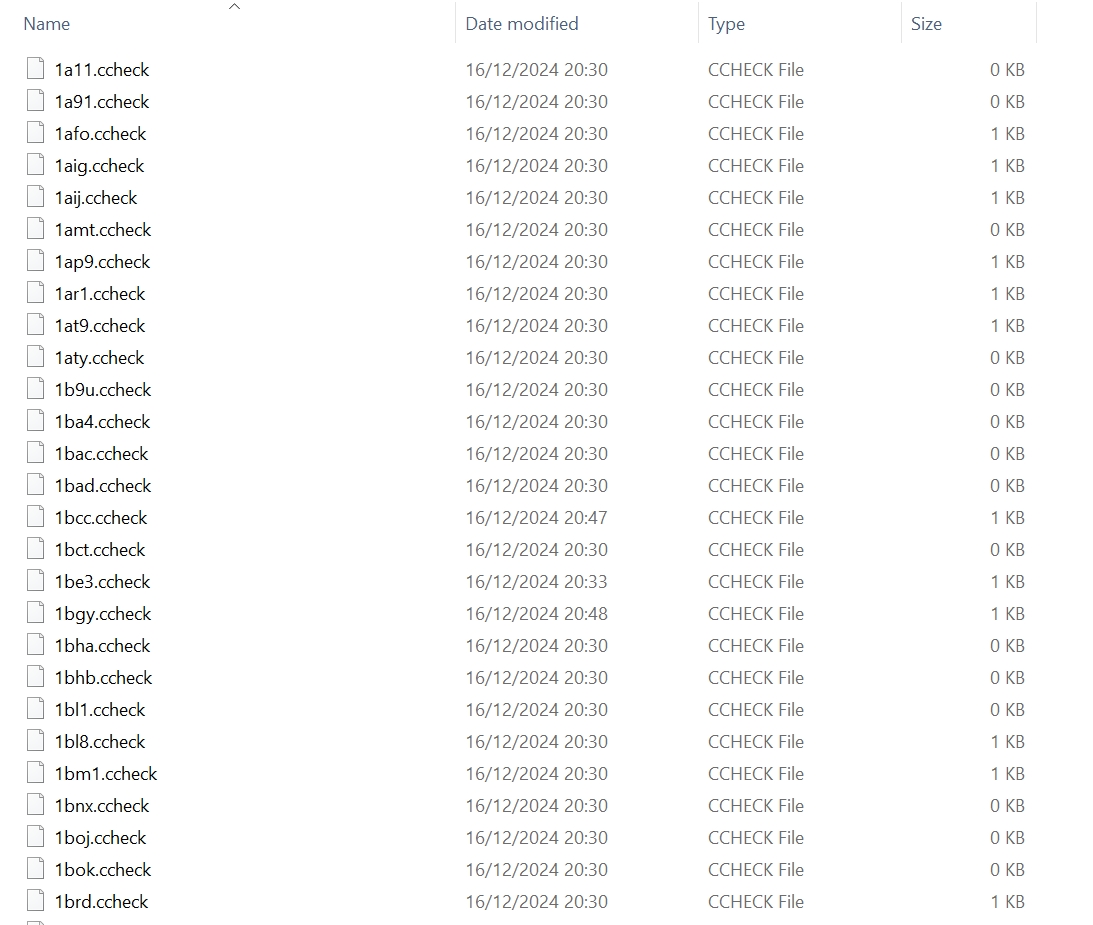 Name Date modified Type Size
1a11.ccheck 16/12/2024 20:30 CCHECK File 0 KB
1a91.ccheck 16/12/2024 20:30 CCHECK File 0 KB
1afo.ccheck 16/12/2024 20:30 CCHECK File 1 KB
1aig.ccheck 16/12/2024 20:30 CCHECK File 1 KB
1aij.ccheck 16/12/2024 20:30 CCHECK File 1 KB
1amt.ccheck 16/12/2024 20:30 CCHECK File 0 KB
1ap9.ccheck 16/12/2024 20:30 CCHECK File 1 KB
1ar1.ccheck 16/12/2024 20:30 CCHECK File 1 KB
1at9.ccheck 16/12/2024 20:30 CCHECK File 1 KB
1aty.ccheck 16/12/2024 20:30 CCHECK File 0 KB
1b9u.ccheck 16/12/2024 20:30 CCHECK File 0 KB
1ba4.ccheck 16/12/2024 20:30 CCHECK File 0 KB
1bac.ccheck 16/12/2024 20:30 CCHECK File 0 KB
1bad.ccheck 16/12/2024 20:30 CCHECK File 0 KB
1bcc.ccheck 16/12/2024 20:47 CCHECK File 1 KB
1bct.ccheck 16/12/2024 20:30 CCHECK File 0 KB
1be3.ccheck 16/12/2024 20:33 CCHECK File 1 KB
1bgy.ccheck 16/12/2024 20:48 CCHECK File 1 KB
1bha.ccheck 16/12/2024 20:30 CCHECK File 0 KB
1bhb.ccheck 16/12/2024 20:30 CCHECK File 0 KB
1bl1.ccheck 16/12/2024 20:30 CCHECK File 0 KB
1bl8.ccheck 16/12/2024 20:30 CCHECK File 1 KB
1bm1.ccheck 16/12/2024 20:30 CCHECK File 1 KB
1bnx.ccheck 16/12/2024 20:30 CCHECK File 0 KB
1boj.ccheck 16/12/2024 20:30 CCHECK File 0 KB
1bok.ccheck 16/12/2024 20:30 CCHECK File 0 KB
1brd.ccheck 16/12/2024 20:30 CCHECK File 1 KB